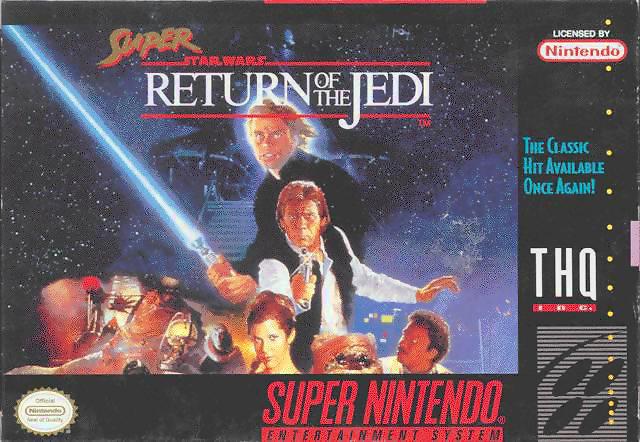 SUPER
STAR WARS
RETURN OF THE JEDI
TM
LICENSED BY
Nintendo
THE CLASSIC
HIT AVAILABLE
ONCE AGAIN!
THQ
INC.
Official
Nintendo
Seal of Quality
SUPER NINTENDO®
ENTERTAINMENT SYSTEM